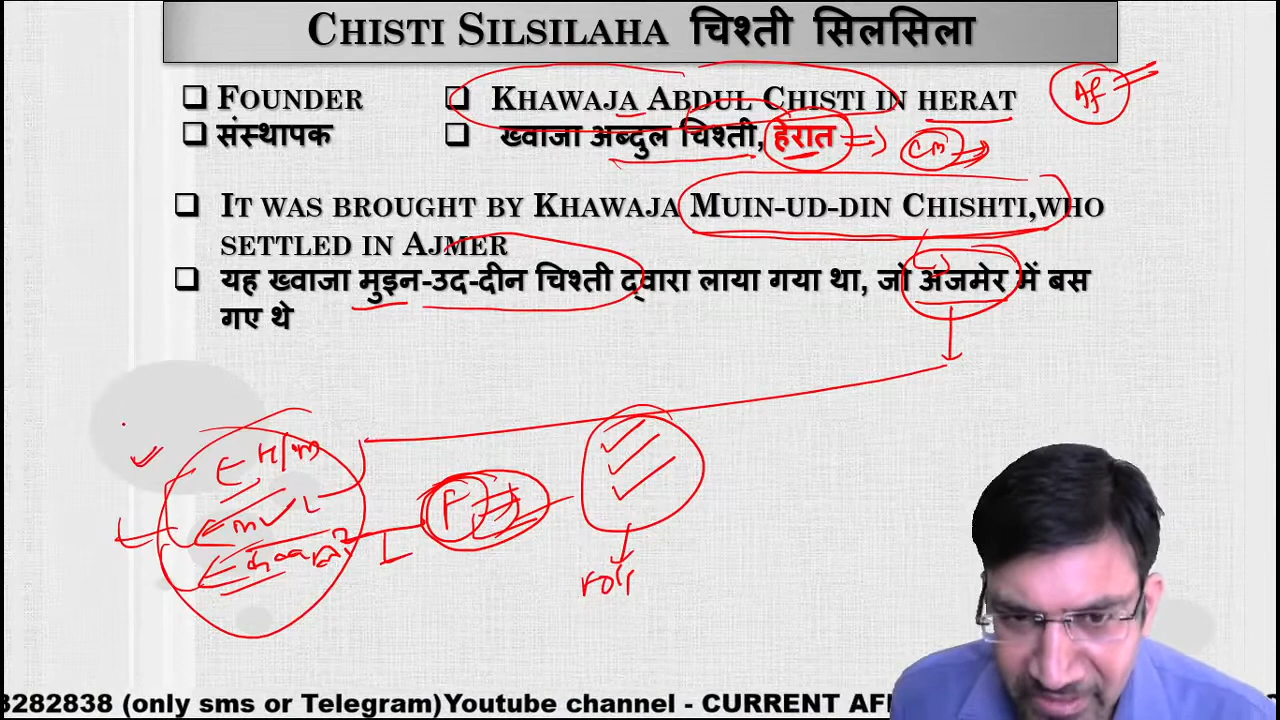 CHISTI SILSILAHA चिश्ती सिलसिला
FOUNDER
संस्थापक
KHAWAJA ABDUL CHISTI IN HERAT
ख्वाजा अब्दुल चिश्ती, हेरात
IT WAS BROUGHT BY KHAWAJA MUIN-UD-DIN CHISHTI,WHO
SETTLED IN AJMER
यह ख्वाजा मुइन-उद-दीन चिश्ती द्वारा लाया गया था, जो अजमेर में बस
गए थे
Af
H/m
P
3282838 (only sms or Telegram)Youtube channel - CURRENT AF